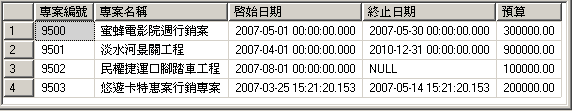 專案編號 專案名稱 啓始日期 終止日期 預算
1 9500 蜜蜂電影院週行銷案 2007-05-01 00:00:00.000 2007-05-30 00:00:00.000 300000.00
2 9501 淡水河景關工程 2007-04-01 00:00:00.000 2010-12-31 00:00:00.000 900000.00
3 9502 民權捷運口腳踏車工程 2007-08-01 00:00:00.000 NULL 100000.00
4 9503 悠遊卡特惠案行銷專案 2007-03-25 15:21:20.153 2007-05-14 15:21:20.153 200000.00